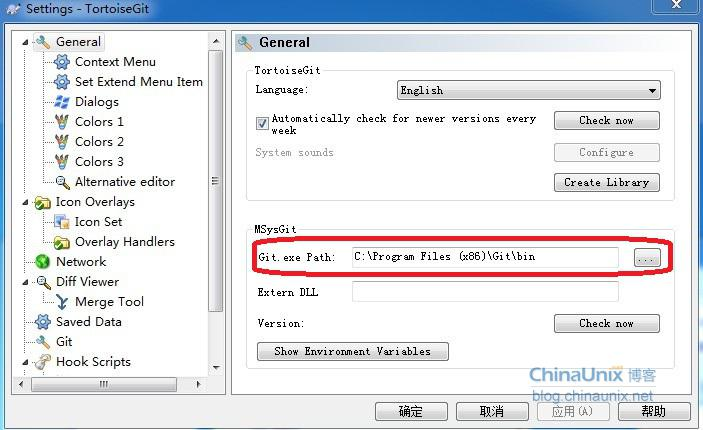 Settings - TortoiseGit
General
Context Menu
Set Extend Menu Item
Dialogs
Colors 1
Colors 2
Colors 3
Alternative editor
Icon Overlays
Icon Set
Overlay Handlers
Network
Diff Viewer
Merge Tool
Saved Data
Git
Hook Scripts
General
TortoiseGit
Language:
English
Automatically check for newer versions every
week
Check now
System sounds
Configure
Create Library
MSysGit
Git.exe Path:
C:\Program Files (x86)\Git\bin
...
Extern DLL
Version:
Check now
Show Environment Variables
ChinaUnix 博客
blog.chinaunix.net
确定
取消
应用(A)
帮助